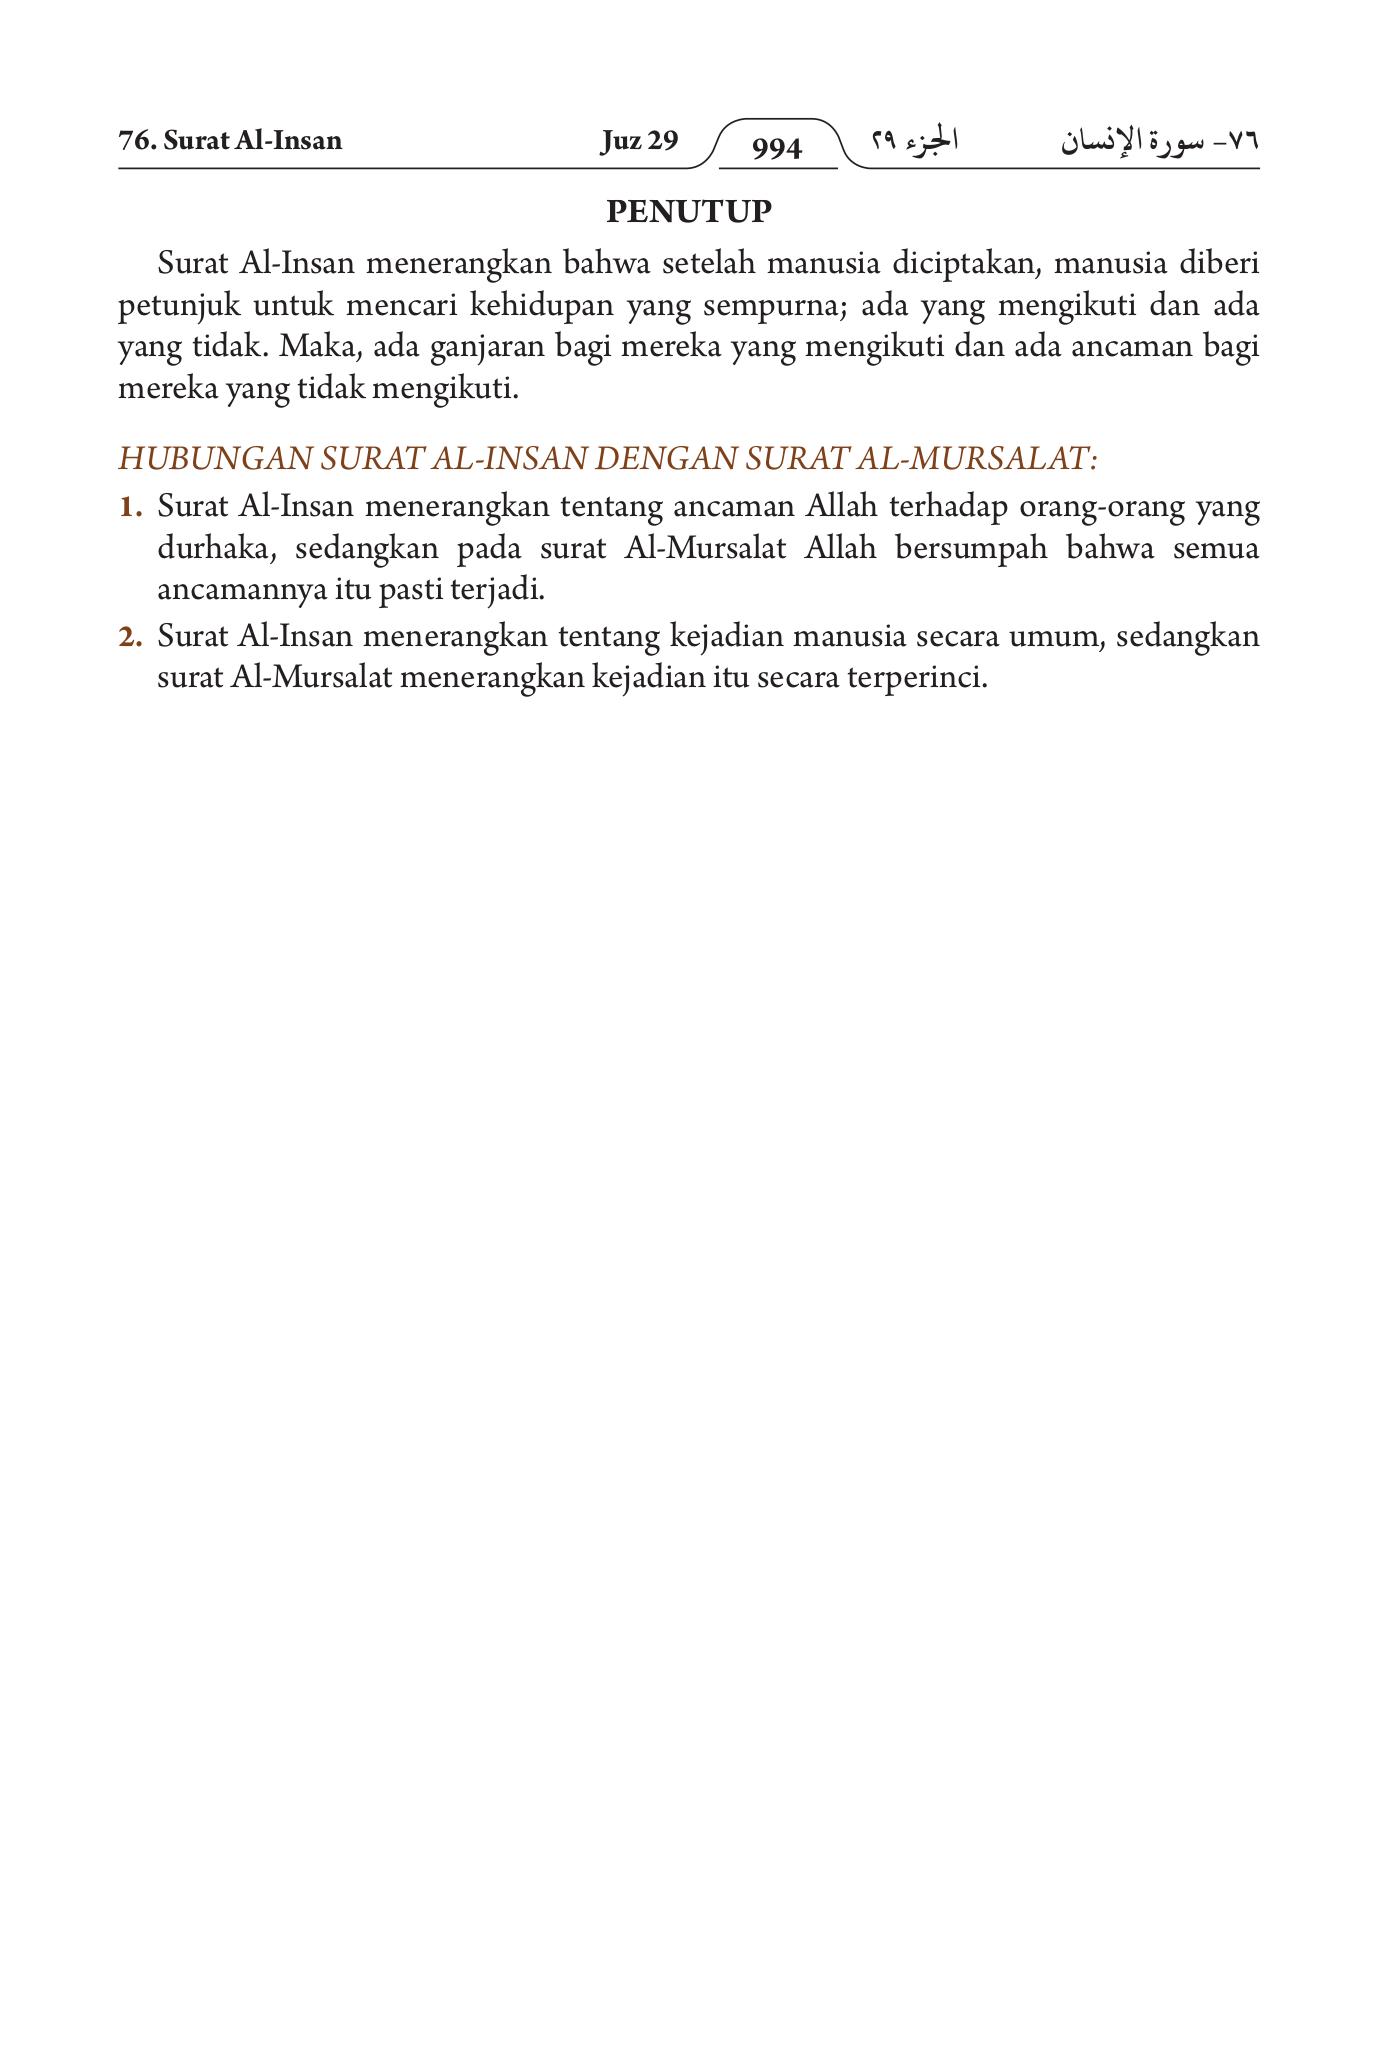 76. Surat Al-Insan Juz 29 994 الجزء ٢٩ ٧٦- سورة الإنسان
PENUTUP
Surat Al-Insan menerangkan bahwa setelah manusia diciptakan, manusia diberi
petunjuk untuk mencari kehidupan yang sempurna; ada yang mengikuti dan ada
yang tidak. Maka, ada ganjaran bagi mereka yang mengikuti dan ada ancaman bagi
mereka yang tidak mengikuti.
HUBUNGAN SURAT AL-INSAN DENGAN SURAT AL-MURSALAT:
1. Surat Al-Insan menerangkan tentang ancaman Allah terhadap orang-orang yang
durhaka, sedangkan pada surat Al-Mursalat Allah bersumpah bahwa semua
ancamannya itu pasti terjadi.
2. Surat Al-Insan menerangkan tentang kejadian manusia secara umum, sedangkan
surat Al-Mursalat menerangkan kejadian itu secara terperinci.